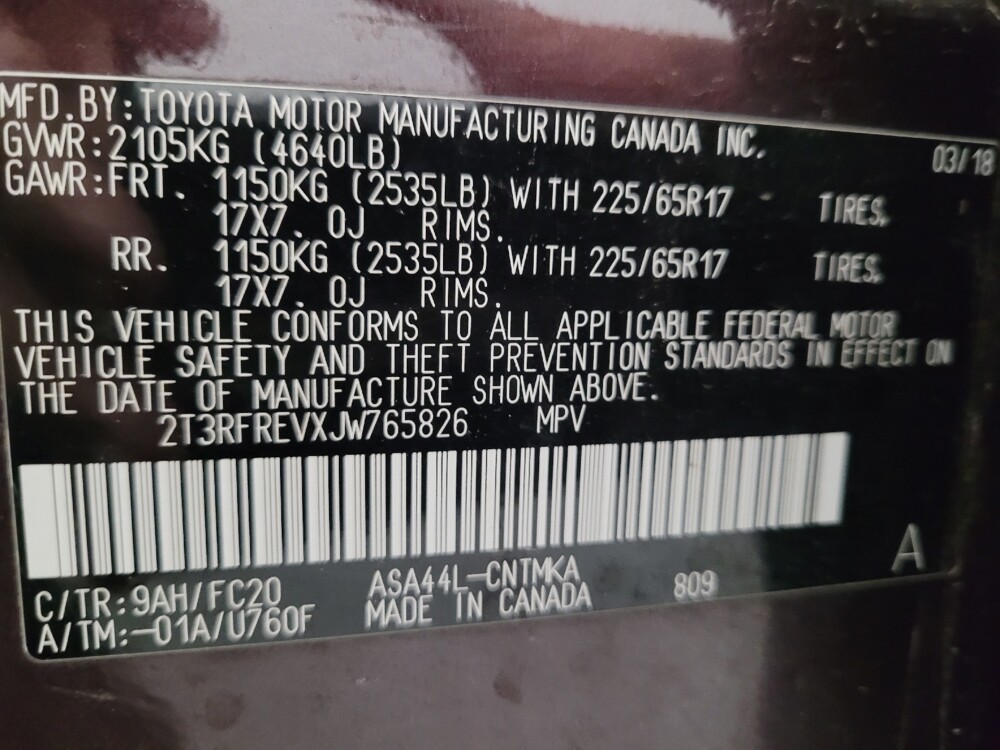 MFD.BY:TOYOTA MOTOR MANUFACTURING CANADA INC.
GVWR:2105KG (4640LB) 03/18
GAWR:FRT. 1150KG (2535LB) WITH 225/65R17 TIRES,
17X7. 0J RIMS.
RR. 1150KG (2535LB) WITH 225/65R17 TIRES,
17X7. 0J RIMS.
THIS VEHICLE CONFORMS TO ALL APPLICABLE FEDERAL MOTOR
VEHICLE SAFETY AND THEFT PREVENTION STANDARDS IN EFFECT ON
THE DATE OF MANUFACTURE SHOWN ABOVE.
2T3RFREVXJW765826 MPV
A
C/TR:9AH/FC20 ASA44L-CNTMKA 809
A/TM:-01A/U760F MADE IN CANADA